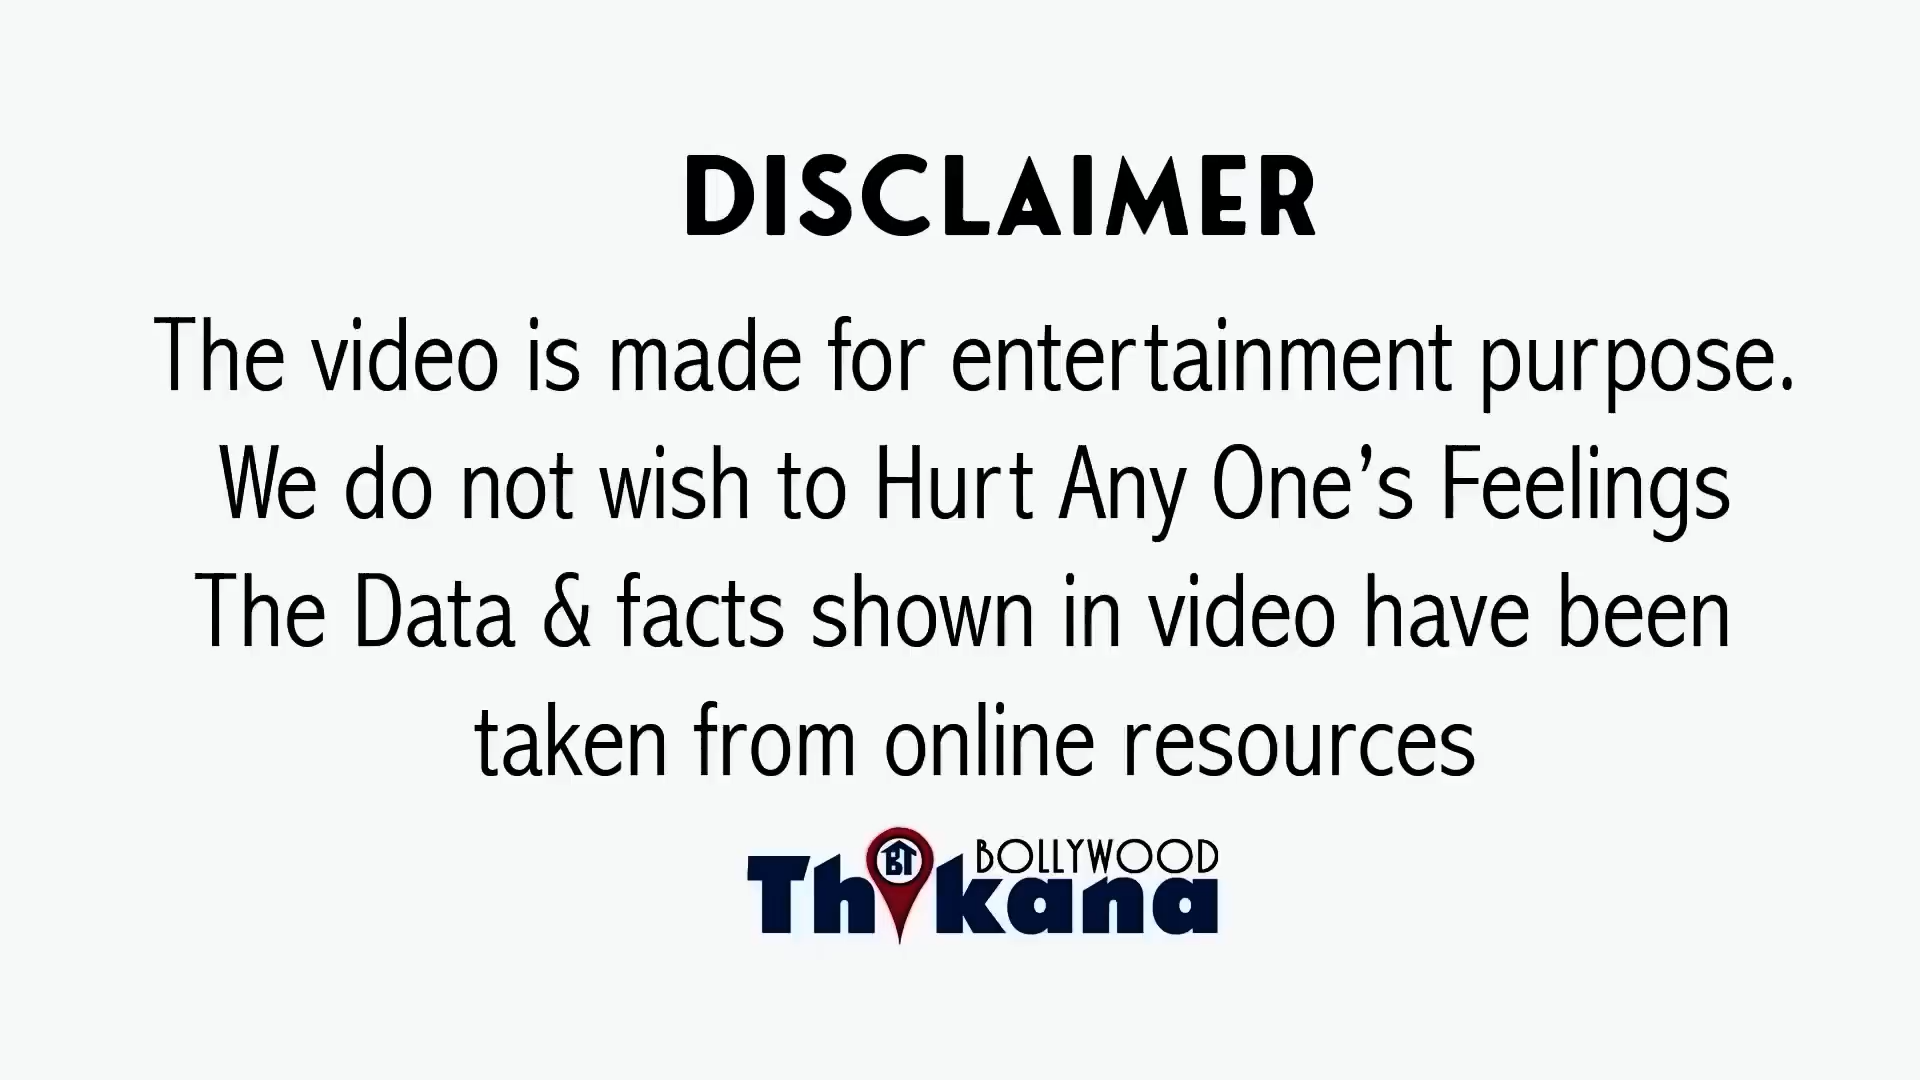 DISCLAIMER
The video is made for entertainment purpose.
We do not wish to Hurt Any One’s Feelings
The Data & facts shown in video have been
taken from online resources
BOLLYWOOD
BT
Thikana